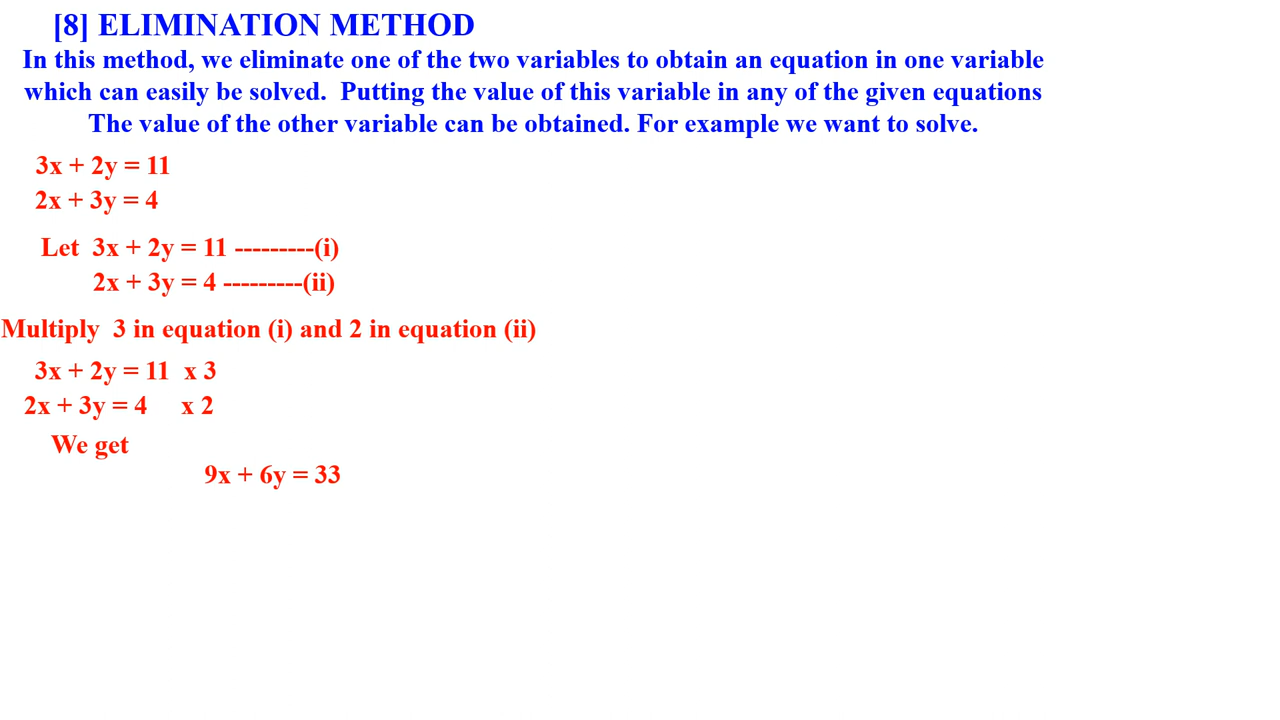 [8] ELIMINATION METHOD
In this method, we eliminate one of the two variables to obtain an equation in one variable
which can easily be solved.  Putting the value of this variable in any of the given equations
The value of the other variable can be obtained. For example we want to solve.
3x + 2y = 11
2x + 3y = 4
Let  3x + 2y = 11 ---------(i)
2x + 3y = 4 ---------(ii)
Multiply  3 in equation (i) and 2 in equation (ii)
3x + 2y = 11  x 3
2x + 3y = 4     x 2
We get
9x + 6y = 33